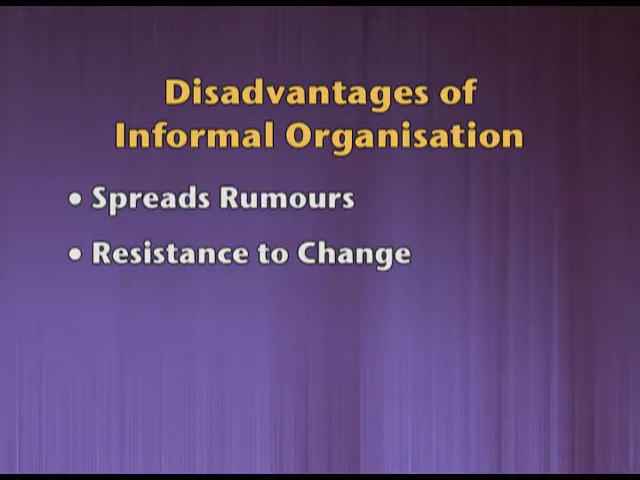 Disadvantages of
Informal Organisation
• Spreads Rumours
• Resistance to Change